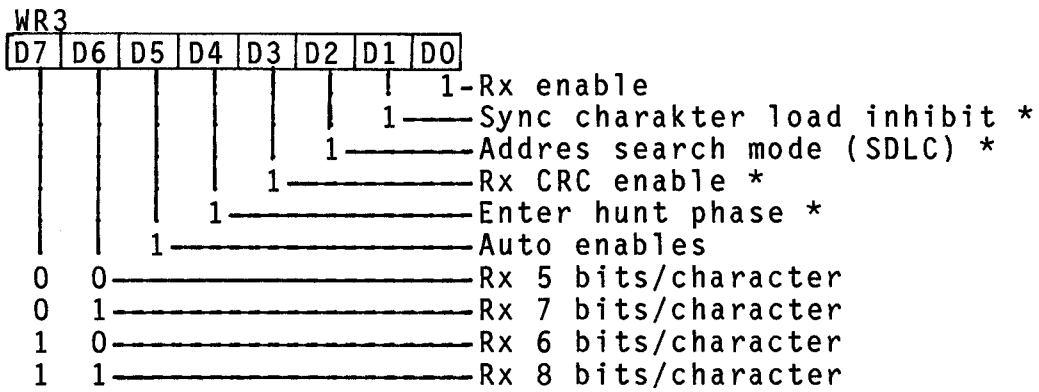 WR3
D7 D6 D5 D4 D3 D2 D1 D0
1-Rx enable
1 Sync charakter load inhibit *
1 Addres search mode (SDLC) *
1 Rx CRC enable *
1 Enter hunt phase *
1 Auto enables
0 0 Rx 5 bits/character
0 1 Rx 7 bits/character
1 0 Rx 6 bits/character
1 1 Rx 8 bits/character